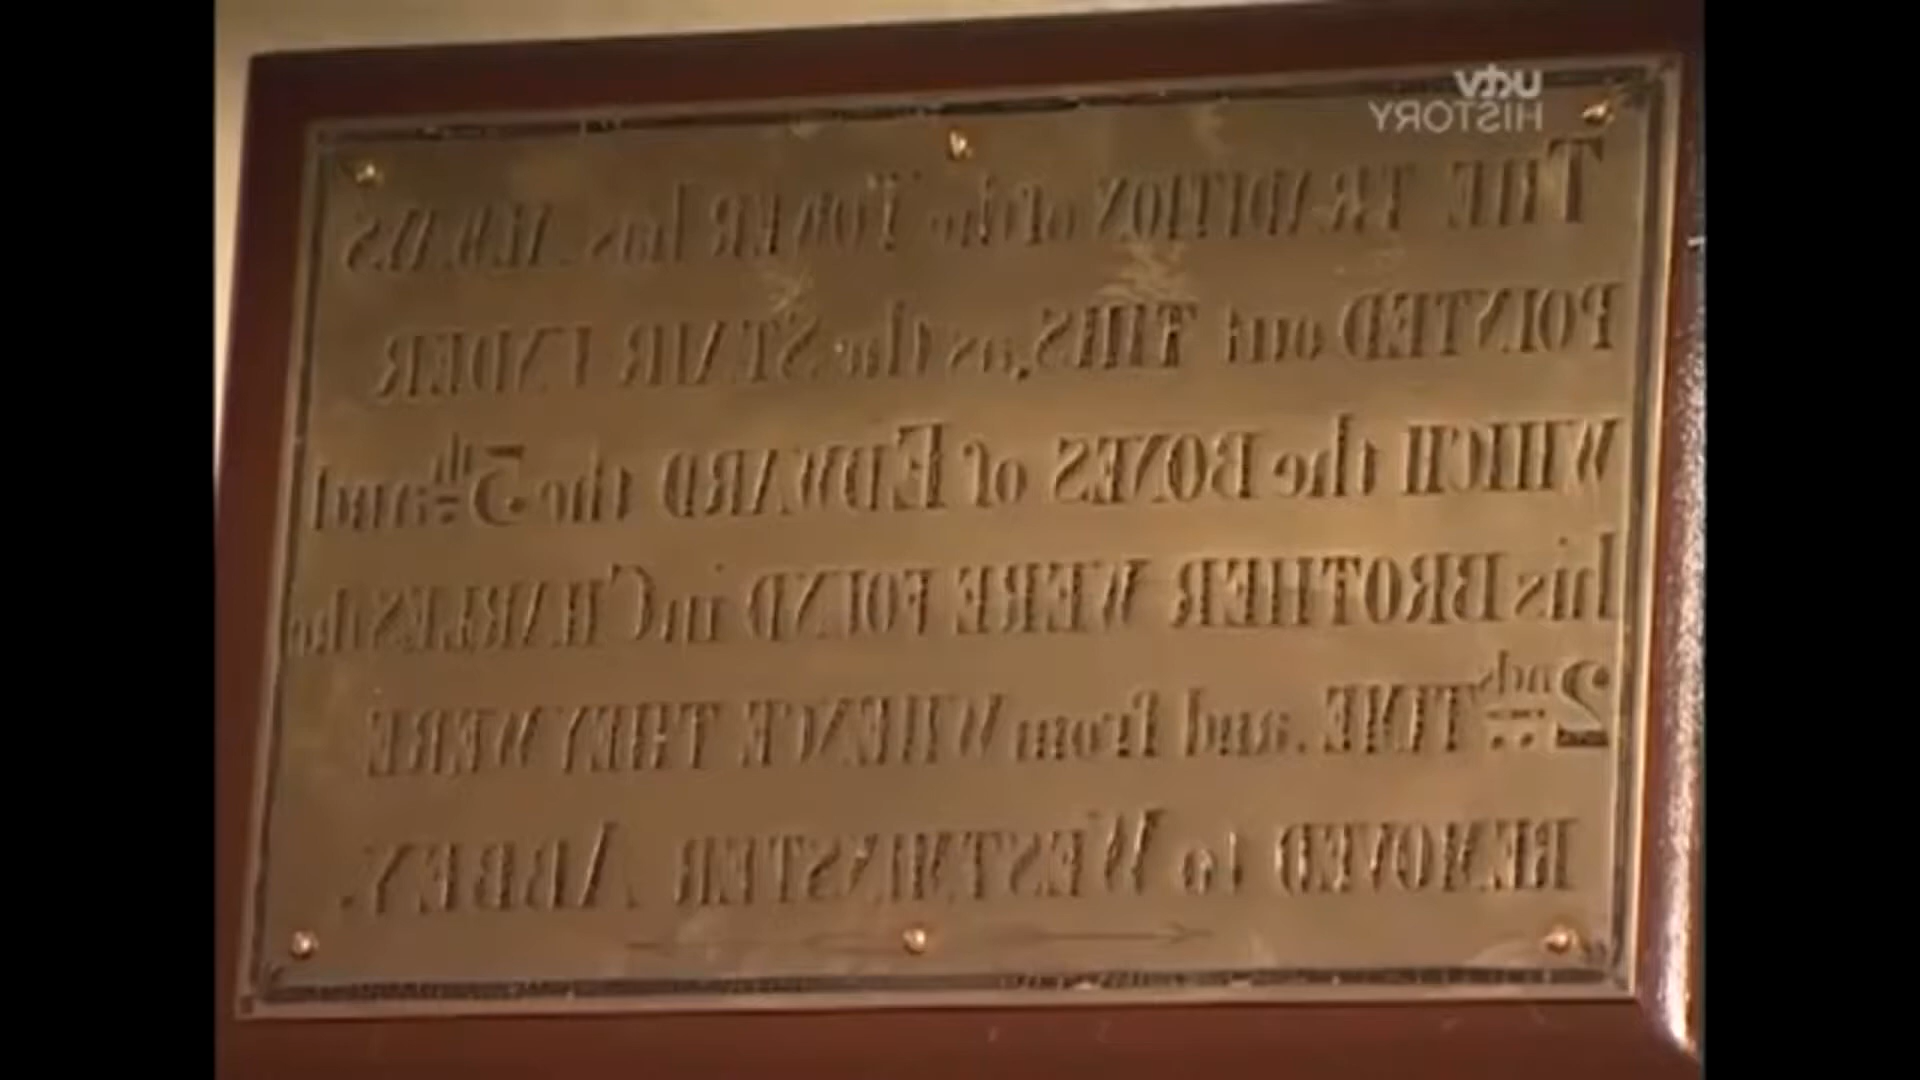 uktv
HISTORY
THE TRADITION of the TOWER has ALWAYS
POINTED out THIS, as the STAIR UNDER
WHICH the BONES of EDWARD the 5th and
his BROTHER WERE FOUND in CHARLES the
2nds TIME, and from WHENCE THEY WERE
REMOVED to WESTMINSTER ABBEY.